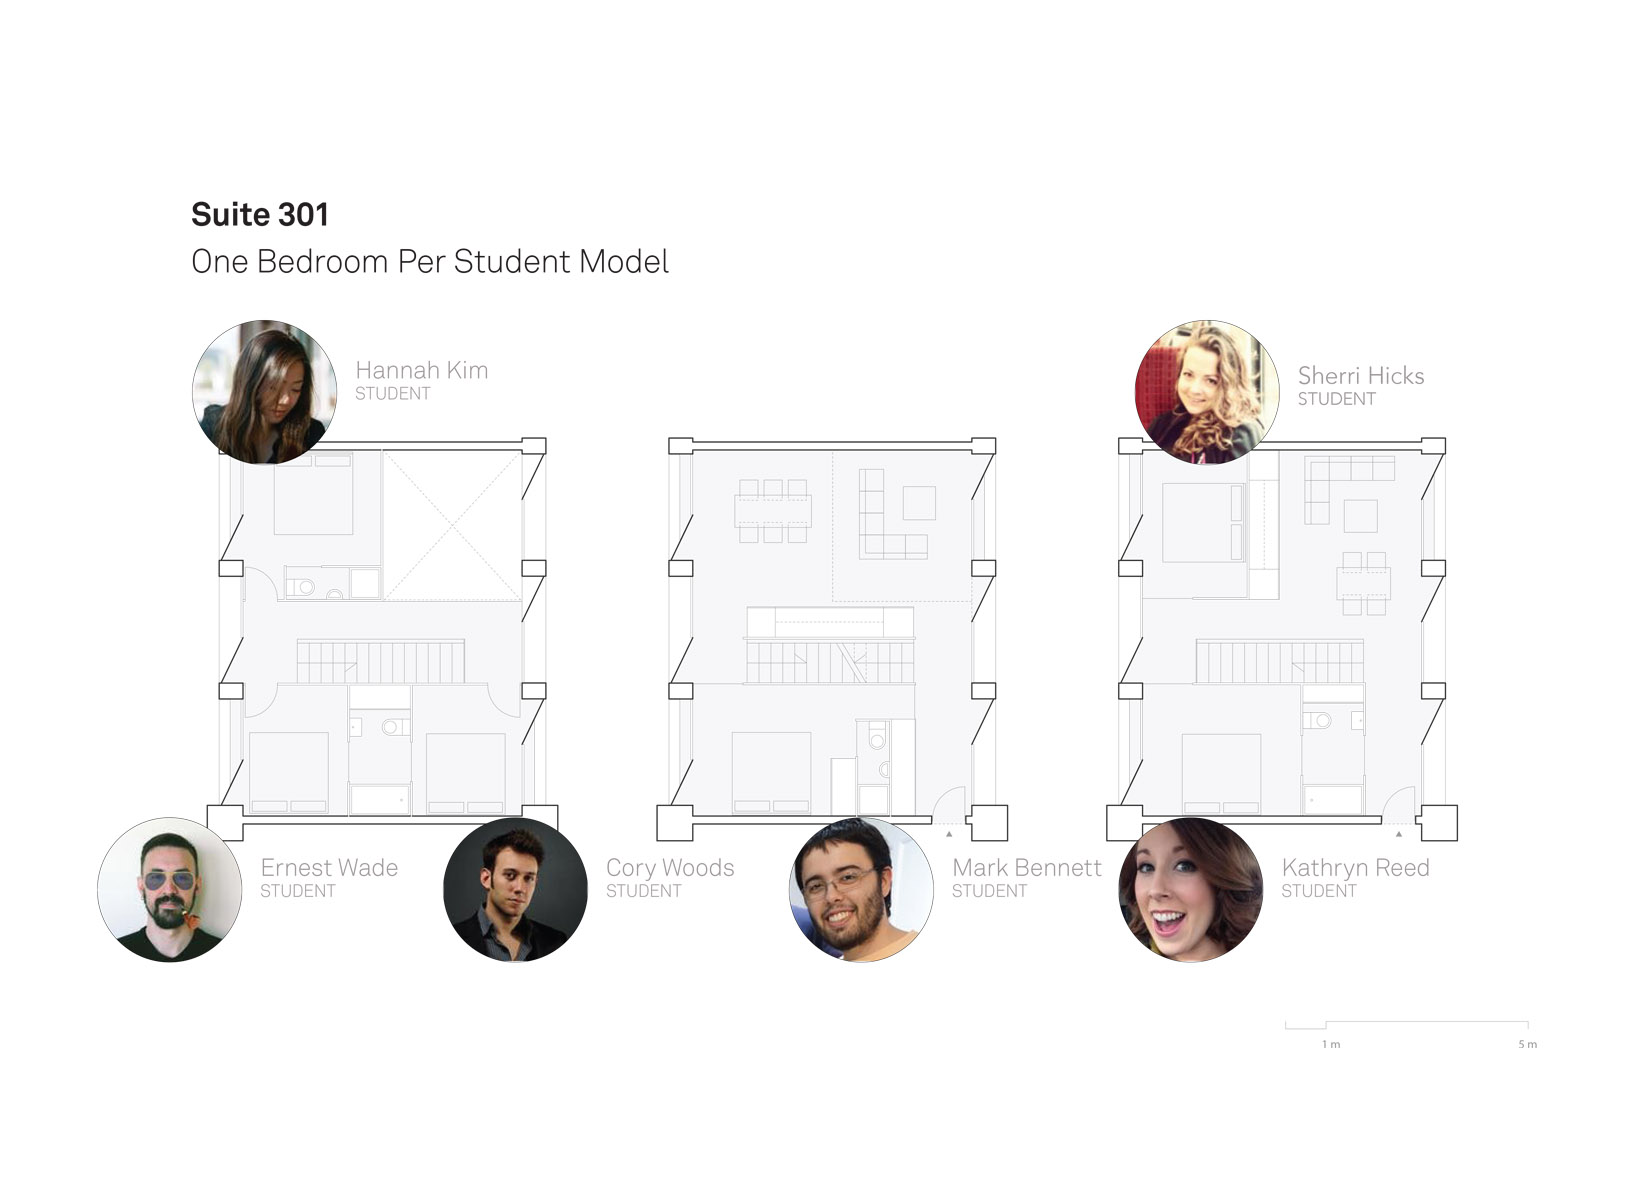 Suite 301
One Bedroom Per Student Model
Hannah Kim
STUDENT
Sherri Hicks
STUDENT
Ernest Wade
STUDENT
Cory Woods
STUDENT
Mark Bennett
STUDENT
Kathryn Reed
STUDENT
1 m
5 m